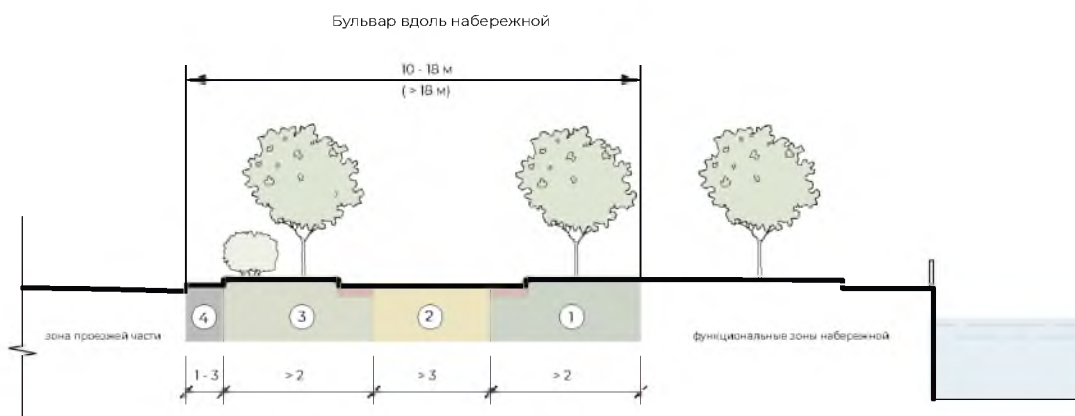 Бульвар вдоль набережной
10 - 18 м
( > 18 м)
4
3
2
1
зона проезжей части
функциональные зоны набережной
1 - 3
> 2
> 3
> 2